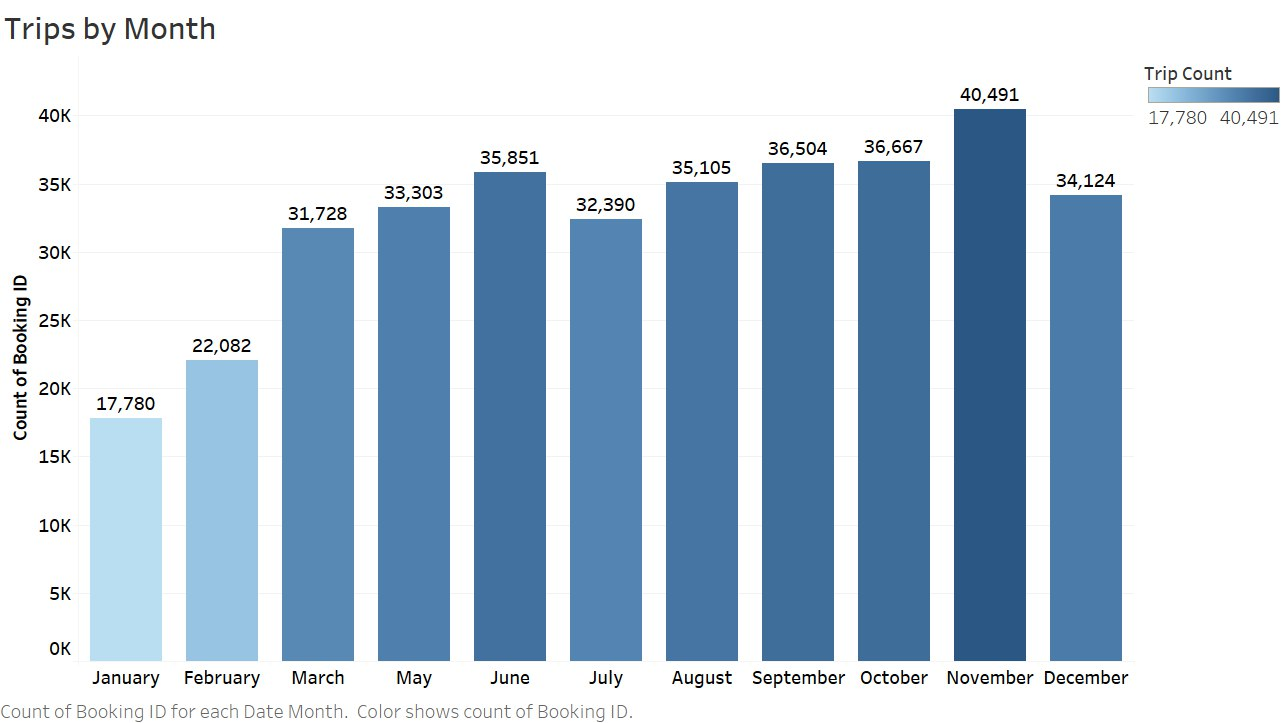 Trips by Month
Trip Count
17,780 40,491
Count of Booking ID
40K
35K
30K
25K
20K
15K
10K
5K
0K
17,780
22,082
31,728
33,303
35,851
32,390
35,105
36,504
36,667
40,491
34,124
January February March May June July August September October November December
Count of Booking ID for each Date Month. Color shows count of Booking ID.